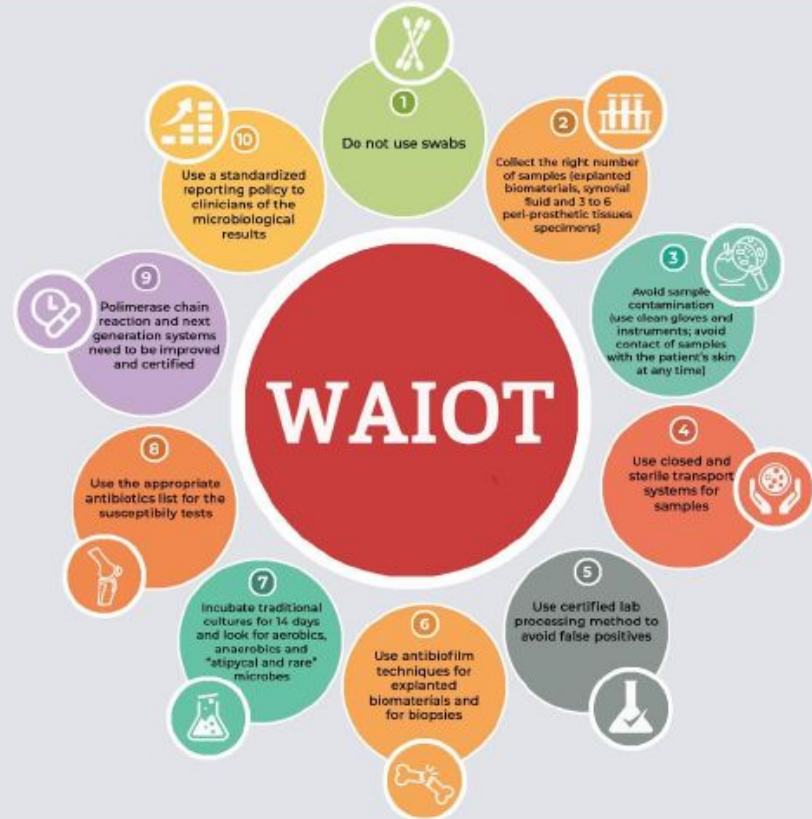 1
Do not use swabs
2
Collect the right number
of samples (explanted
biomaterials, synovial
fluid and 3 to 6
peri-prosthetic tissues
specimens)
3
Avoid sample
contamination
(use clean gloves and
instruments; avoid
contact of samples
with the patient's skin
at any time)
4
Use closed and
sterile transport
systems for
samples
5
Use certified lab
processing method to
avoid false positives
6
Use antibiofilm
techniques for
explanted
biomaterials and
for biopsies
7
Incubate traditional
cultures for 14 days
and look for aerobics,
anaerobics and
"atipycal and rare"
microbes
8
Use the appropriate
antibiotics list for the
susceptibily tests
9
Polimerase chain
reaction and next
generation systems
need to be improved
and certified
10
Use a standardized
reporting policy to
clinicians of the
microbiological
results
WAIOT